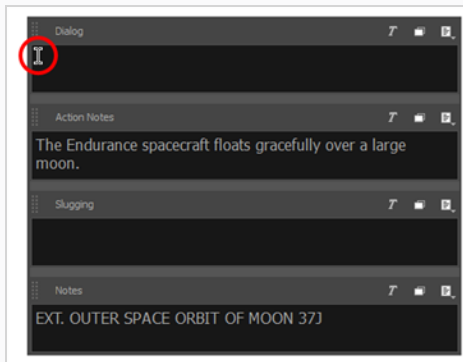 Dialog
Action Notes
The Endurance spacecraft floats gracefully over a large
moon.
Slugging
Notes
EXT. OUTER SPACE ORBIT OF MOON 37J